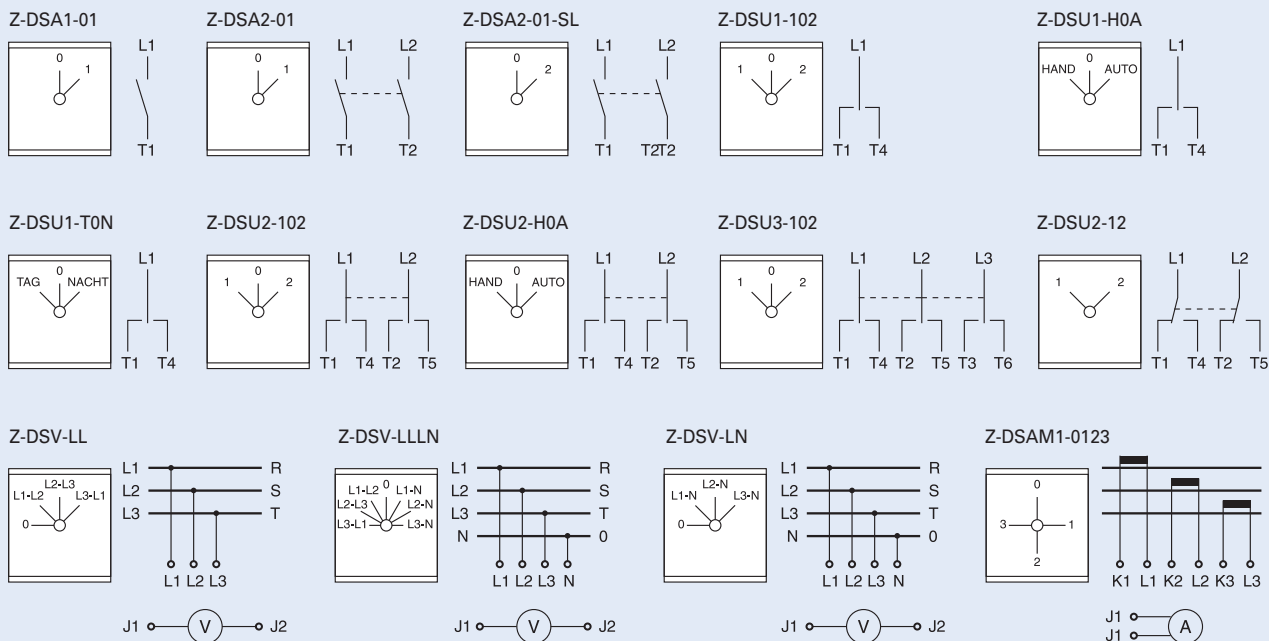 Z-DSA1-01 Z-DSA2-01 Z-DSA2-01-SL Z-DSU1-102 Z-DSU1-H0A
L1 L1 L2 L1 L2 L1 L1
0 0 0 0 0
1 1 2 1 2 HAND AUTO
T1 T1 T2 T1 T2T2 T1 T4 T1 T4
Z-DSU1-T0N Z-DSU2-102 Z-DSU2-H0A Z-DSU3-102 Z-DSU2-12
L1 L1 L2 L1 L2 L1 L2 L3 L1 L2
0 0 0 0
TAG NACHT 1 2 HAND AUTO 1 2 1 2
T1 T4 T1 T4 T2 T5 T1 T4 T2 T5 T1 T4 T2 T5 T3 T6 T1 T4 T2 T5
Z-DSV-LL Z-DSV-LLLN Z-DSV-LN Z-DSAM1-0123
L1 R L1 R L1 R
L2-L3 0 L2-N 0
L1-L2 L3-L1 L2 S L1-L2 L1-N L2 S L1-N L3-N L2 S
L2-L3 L2-N
L3 T L3 T L3 T
0 L3-L1 L3-N 0 3 1
N 0 N 0
2
L1 L2 L3 L1 L2 L3 N L1 L2 L3 N K1 L1 K2 L2 K3 L3
J1 V J2 J1 V J2 J1 V J2 J1 A
J1